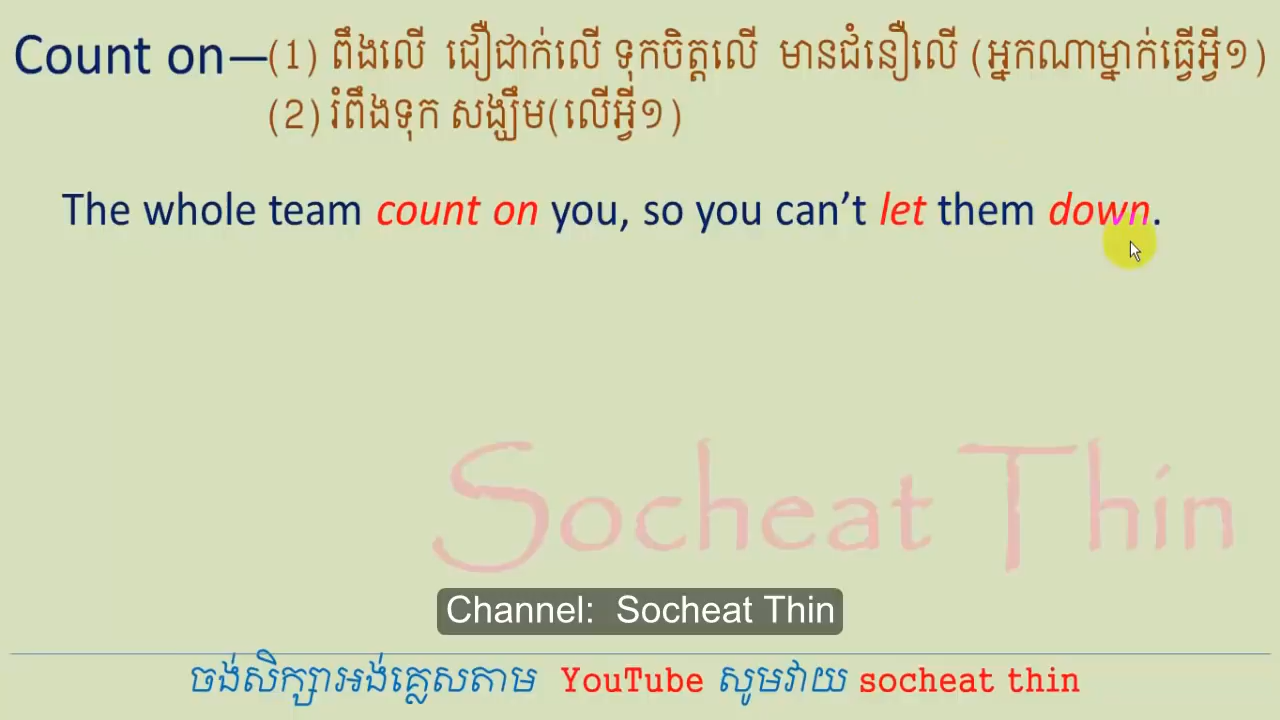 Count on—(1) ពឹងលើ ជឿជាក់លើ ទុកចិត្តលើ មានជំនឿលើ (អ្នកណាម្នាក់ធ្វើអ្វី១)
(2) រំពឹងទុក សង្ឃឹម(លើអ្វី១)
The whole team count on you, so you can’t let them down.
Socheat Thin
Channel: Socheat Thin
ចង់សិក្សាអង់គ្លេសតាម YouTube សូមវាយ socheat thin